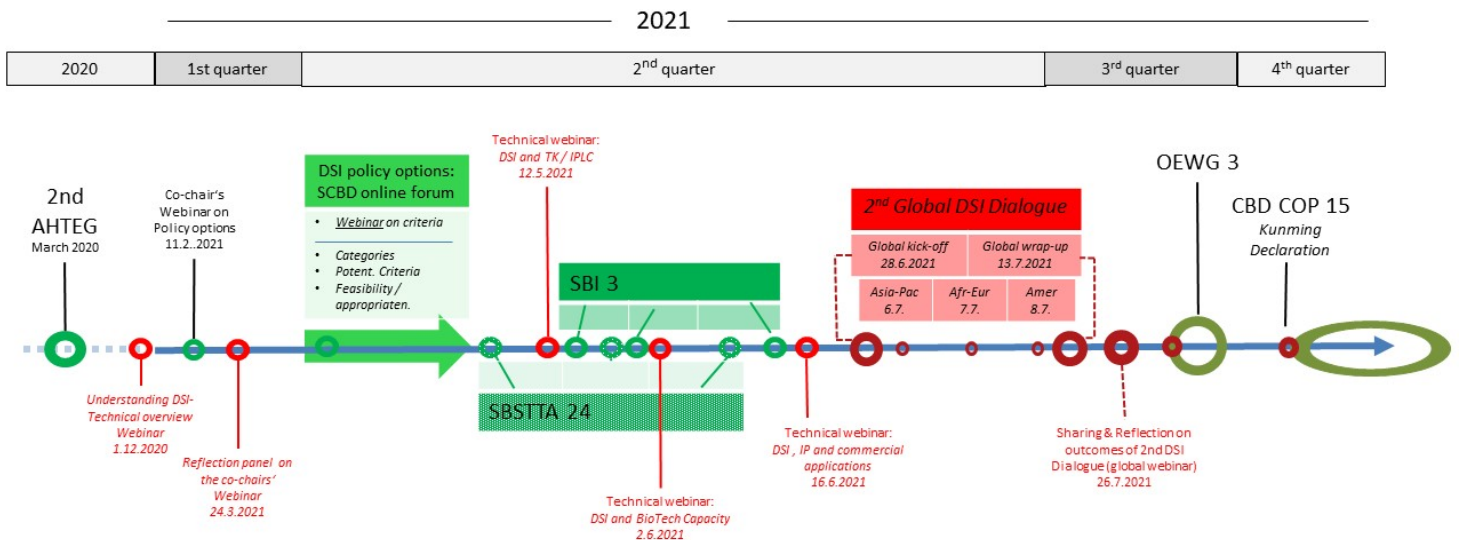 2021
2020
1st quarter
2nd quarter
3rd quarter
4th quarter
2nd
AHTEG
March 2020
Co-chair's
Webinar on
Policy options
11.2..2021
DSI policy options:
SCBD online forum
• Webinar on criteria
• Categories
• Potent. Criteria
• Feasibility /
appropriaten.
Technical webinar:
DSI and TK / IPLC
12.5.2021
SBI 3
2nd Global DSI Dialogue
Global kick-off
28.6.2021
Global wrap-up
13.7.2021
Asia-Pac
6.7.
Afr-Eur
7.7.
Amer
8.7.
OEWG 3
CBD COP 15
Kunming
Declaration
Understanding DSI-
Technical overview
Webinar
1.12.2020
Reflection panel on
the co-chairs'
Webinar
24.3.2021
SBSTTA 24
Technical webinar:
DSI and BioTech Capacity
2.6.2021
Technical webinar:
DSI , IP and commercial
applications
16.6.2021
Sharing & Reflection on
outcomes of 2nd DSI
Dialogue (global webinar)
26.7.2021